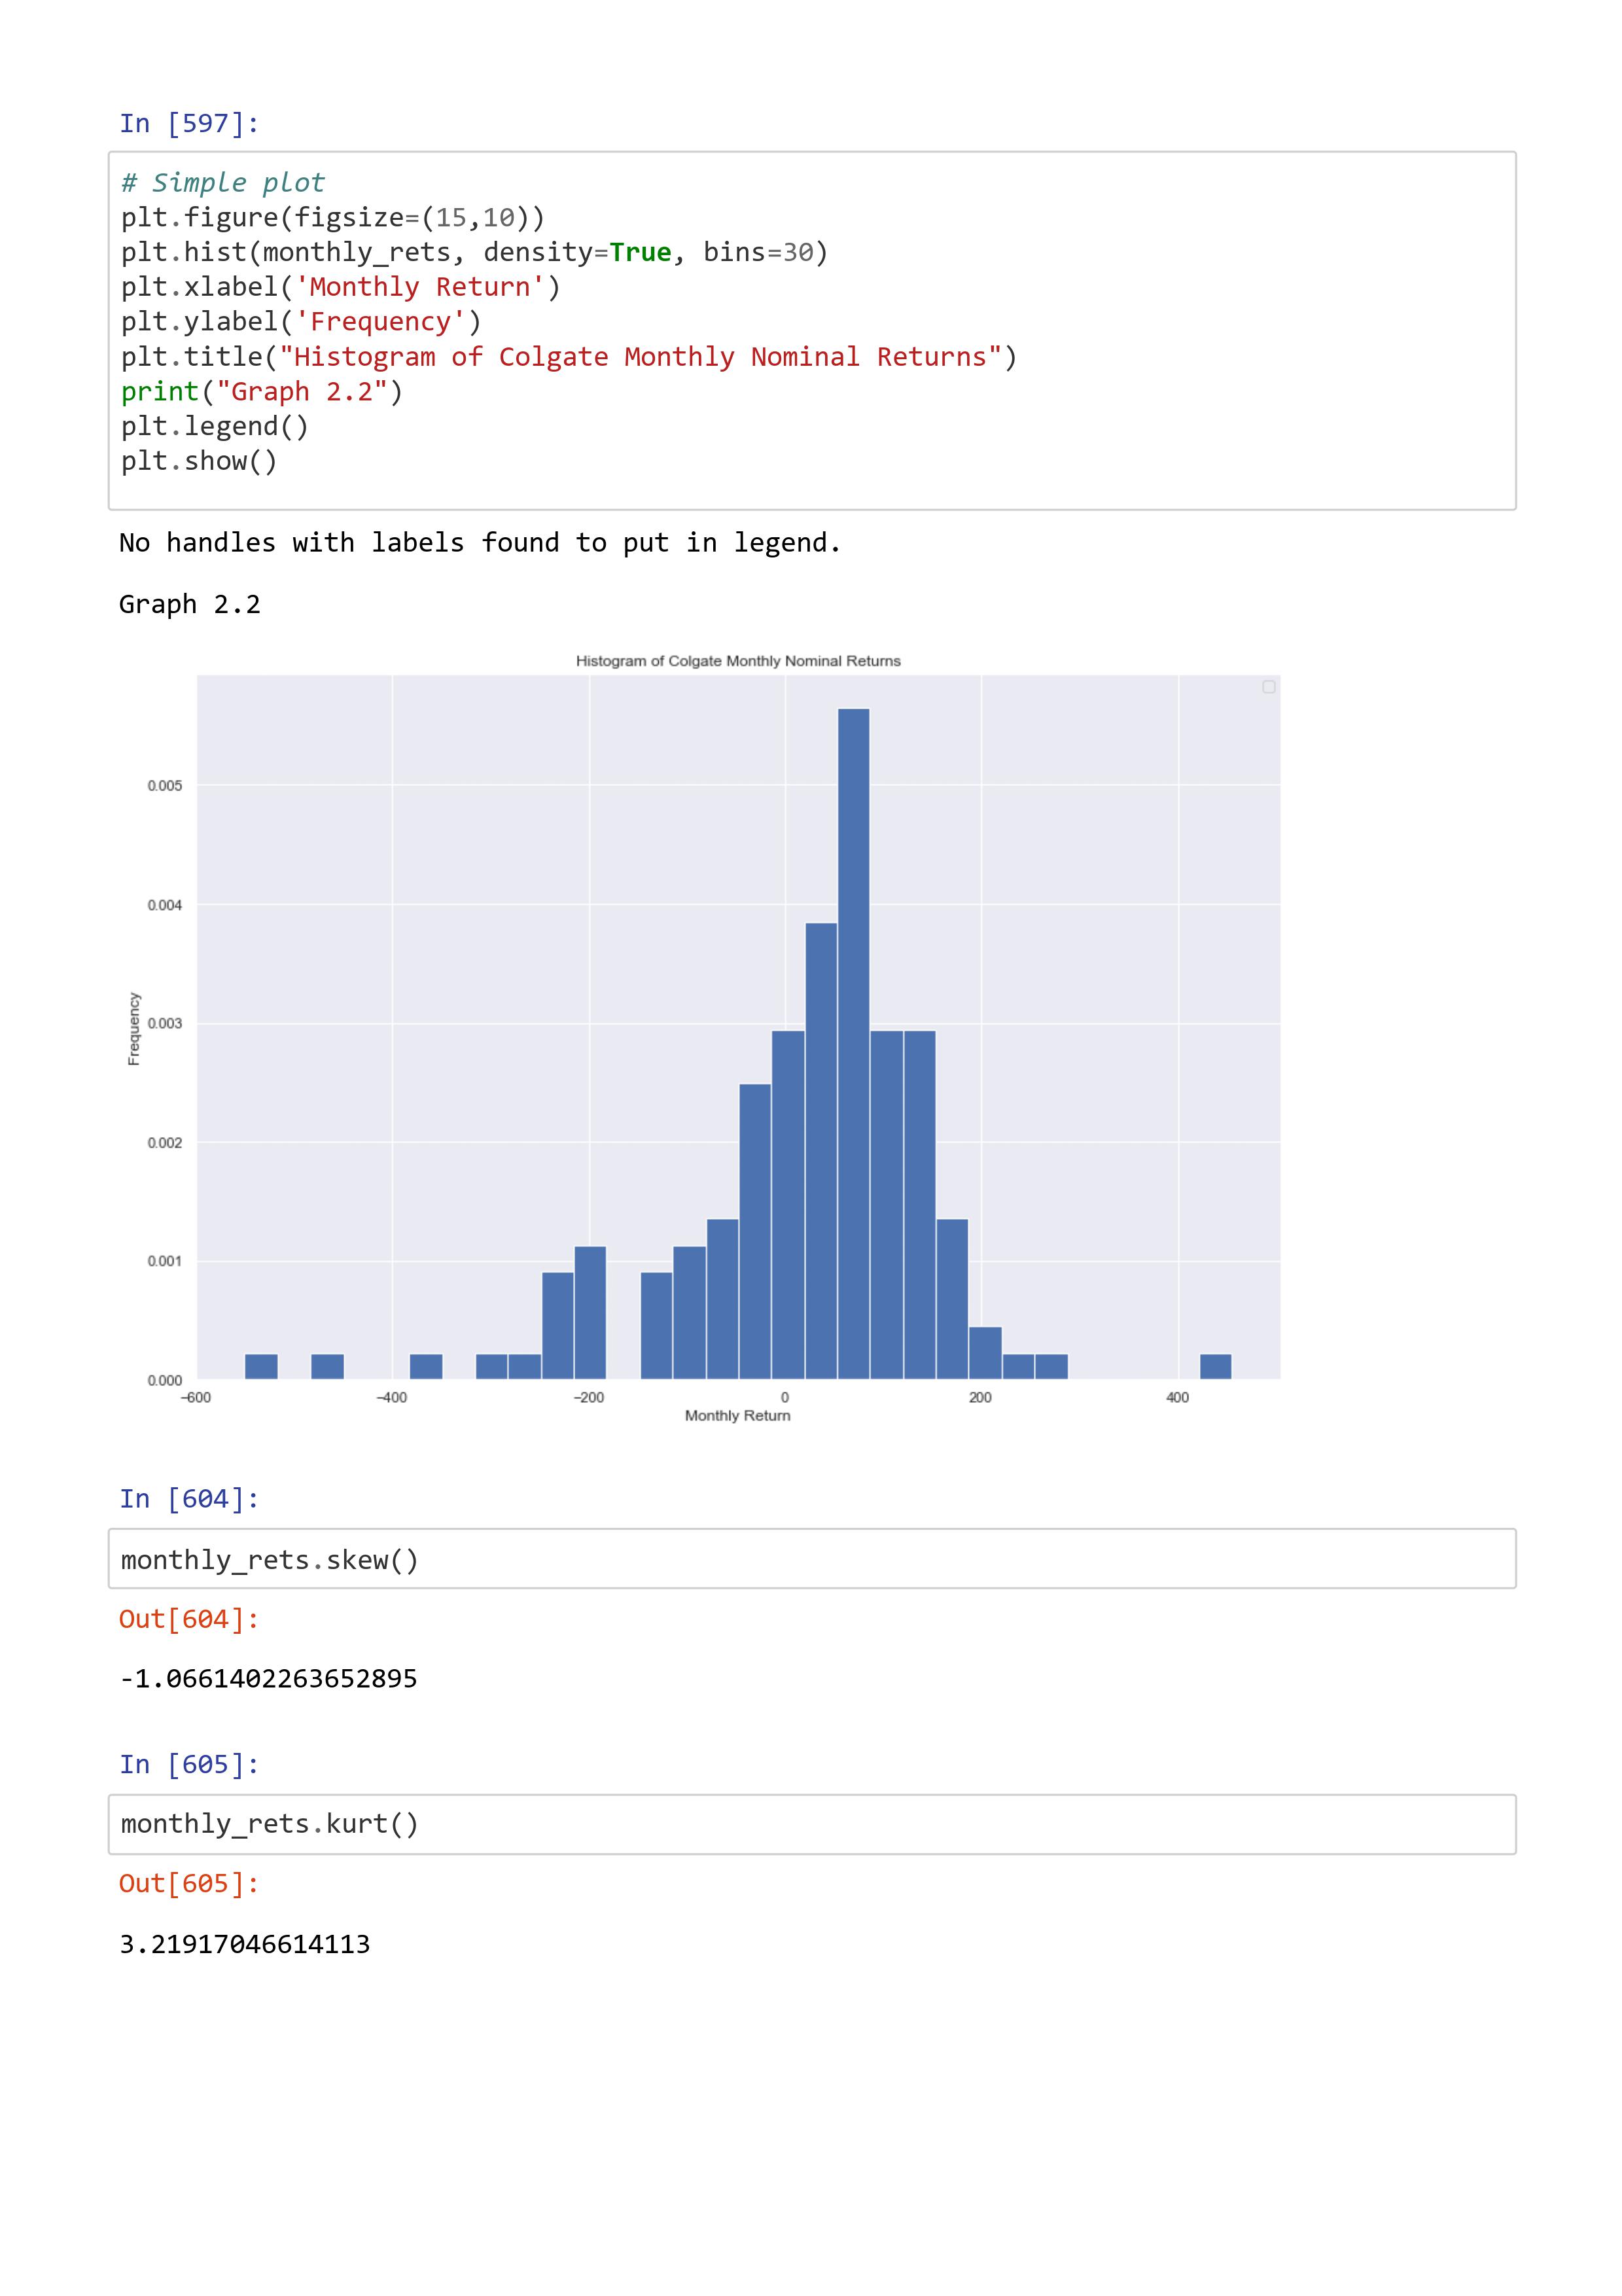 In [597]:
# Simple plot
plt.figure(figsize=(15,10))
plt.hist(monthly_rets, density=True, bins=30)
plt.xlabel('Monthly Return')
plt.ylabel('Frequency')
plt.title("Histogram of Colgate Monthly Nominal Returns")
print("Graph 2.2")
plt.legend()
plt.show()
No handles with labels found to put in legend.
Graph 2.2
Histogram of Colgate Monthly Nominal Returns
0.005
0.004
0.003
0.002
0.001
0.000
Frequency
−600 −400 −200 0 200 400
Monthly Return
In [604]:
monthly_rets.skew()
Out[604]:
-1.0661402263652895
In [605]:
monthly_rets.kurt()
Out[605]:
3.21917046614113